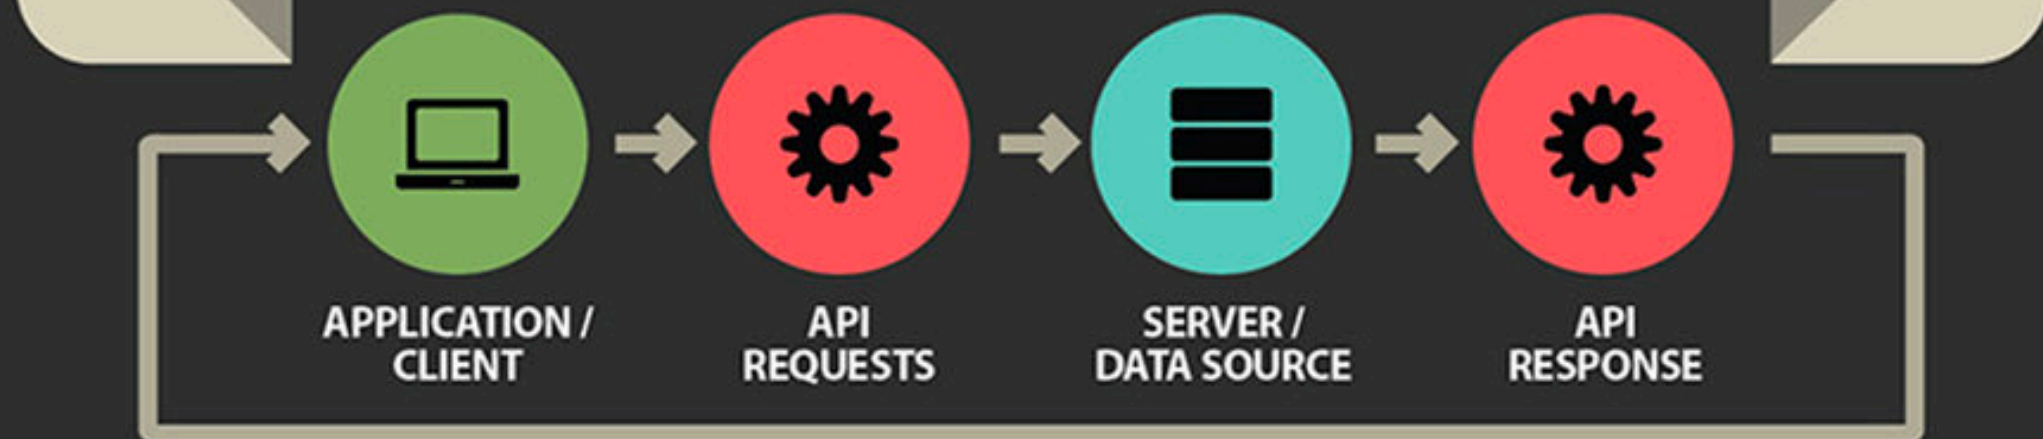 APPLICATION /
CLIENT
API
REQUESTS
SERVER /
DATA SOURCE
API
RESPONSE